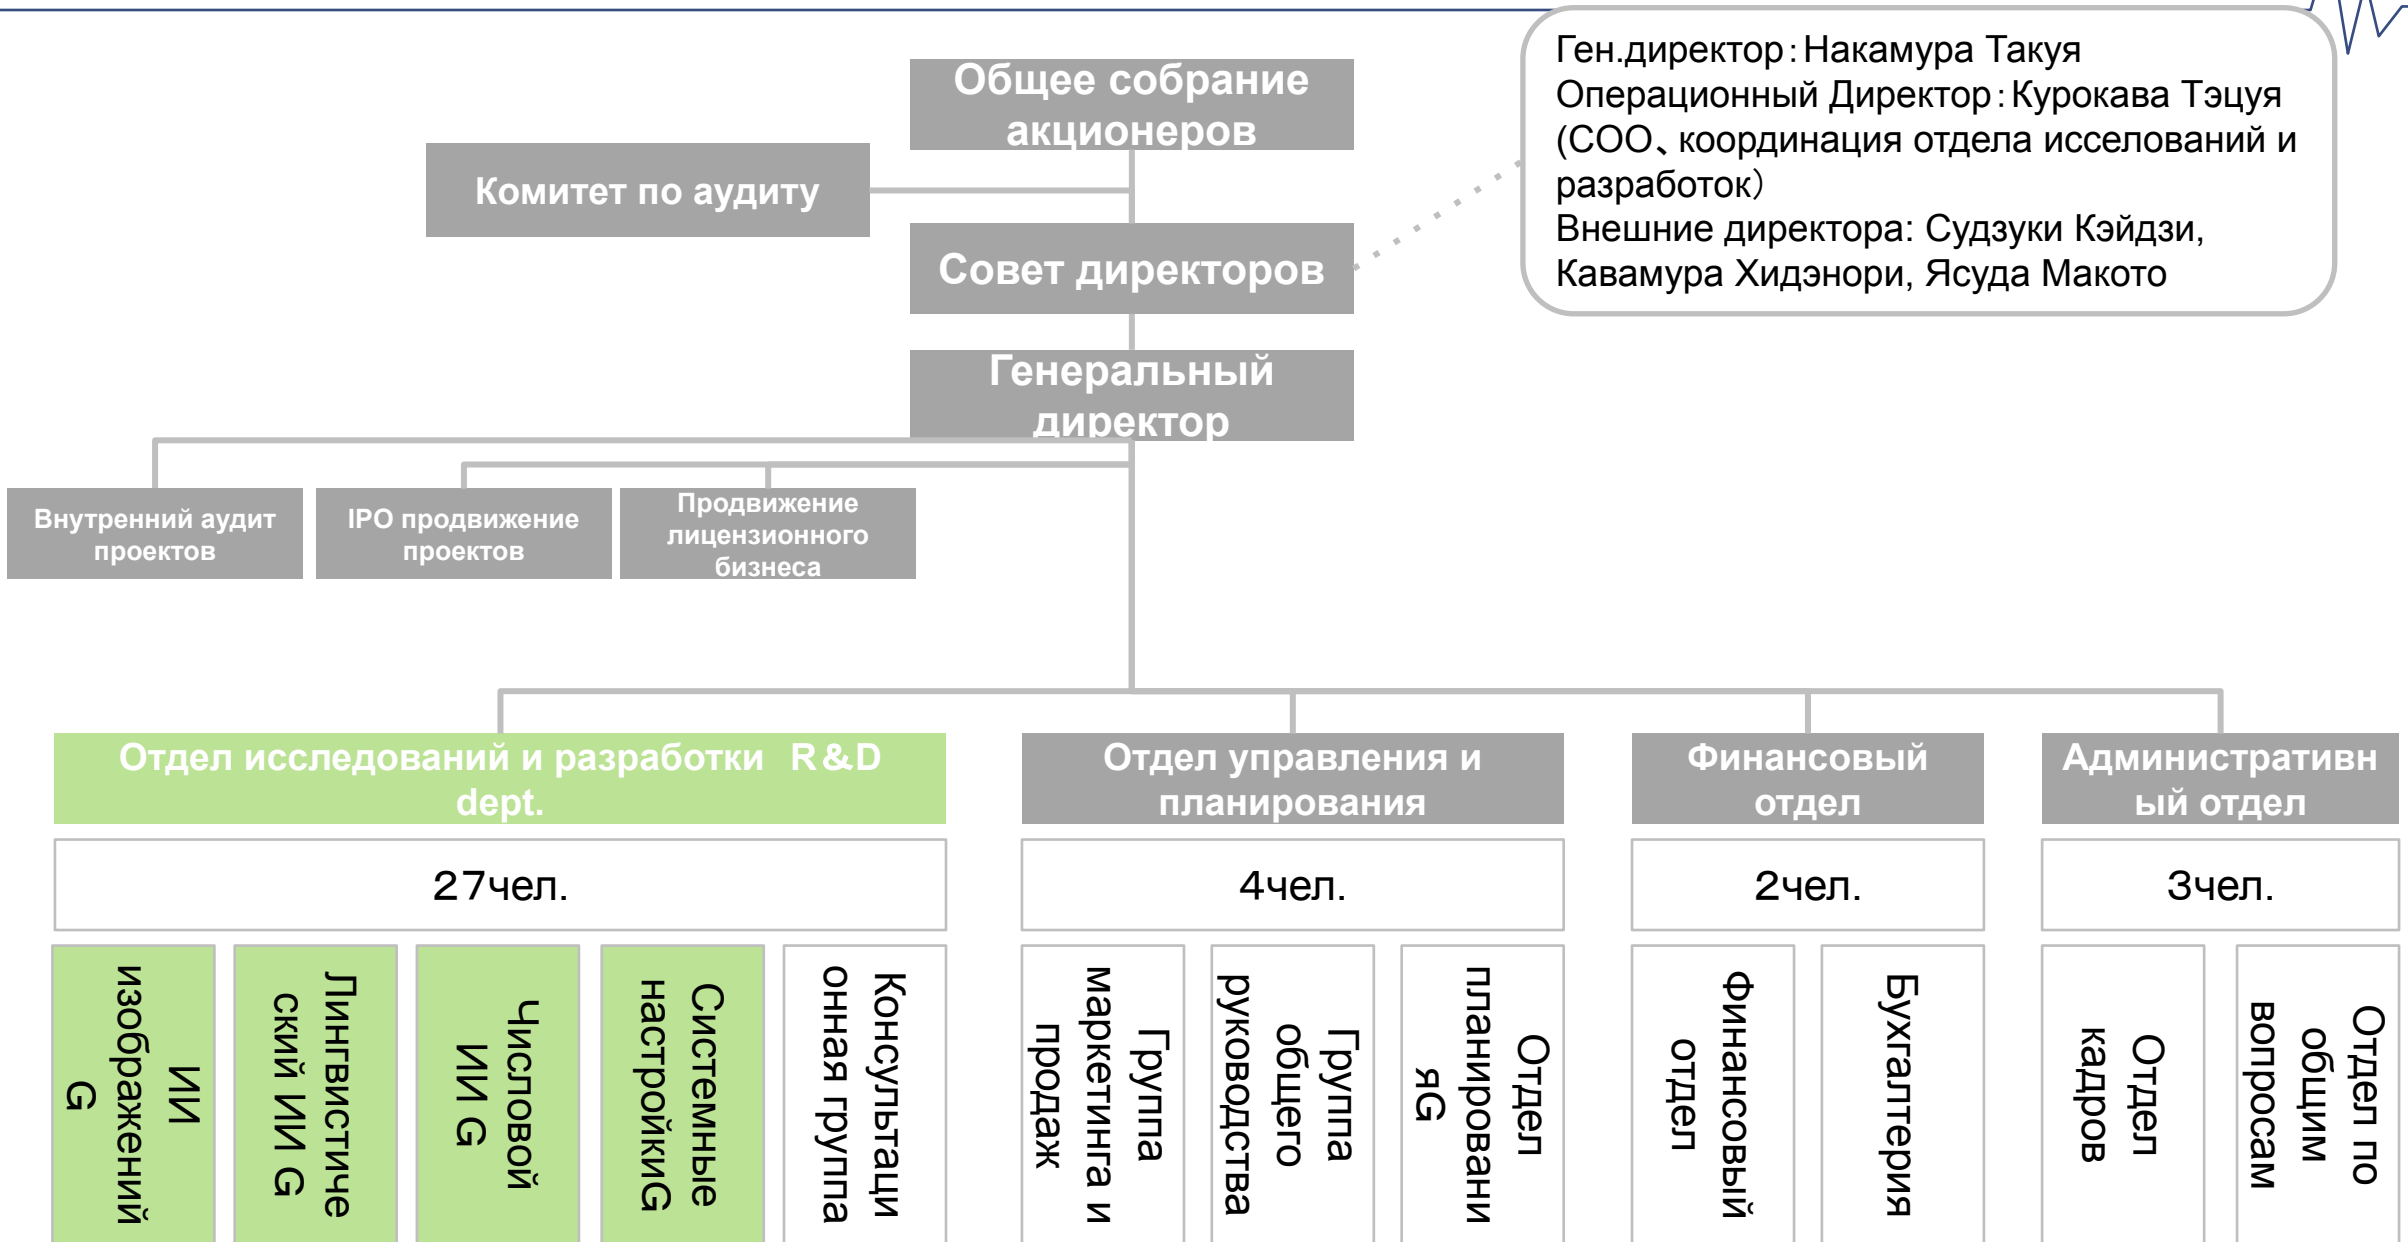 Общее собрание
акционеров
Ген.директор：Накамура Такуя
Операционный Директор：Курокава Тэцуя
(COO、координация отдела исселований и
разработок）
Внешние директора: Судзуки Кэйдзи,
Кавамура Хидэнори, Ясуда Макото
Комитет по аудиту
Совет директоров
Генеральный
директор
Внутренний аудит
проектов
IPO продвижение
проектов
Продвижение
лицензионного
бизнеса
Отдел исследований и разработки　R＆D
dept.
Отдел управления и
планирования
Финансовый
отдел
Административн
ый отдел
27чел.
4чел.
2чел.
3чел.
ИИ
изображений
G
Лингвистиче
ский ИИ G
Числовой
ИИ G
Системные
настройкиG
Консультаци
онная группа
Группа
маркетинга и
продаж
Группа
общего
руководства
Отдел
планировани
яG
Финансовый
отдел
Бухгалтерия
Отдел
кадров
Отдел по
общим
вопросам